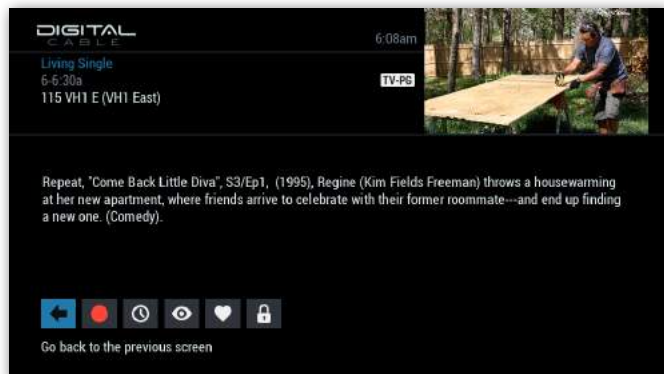 DIGITAL
CABLE
6:08am
Living Single
6-6:30a
TV-PG
115 VH1 E (VH1 East)
Repeat, "Come Back Little Diva", S3/Ep1, (1995), Regine (Kim Fields Freeman) throws a housewarming
at her new apartment, where friends arrive to celebrate with their former roommate---and end up finding
a new one. (Comedy).
Go back to the previous screen